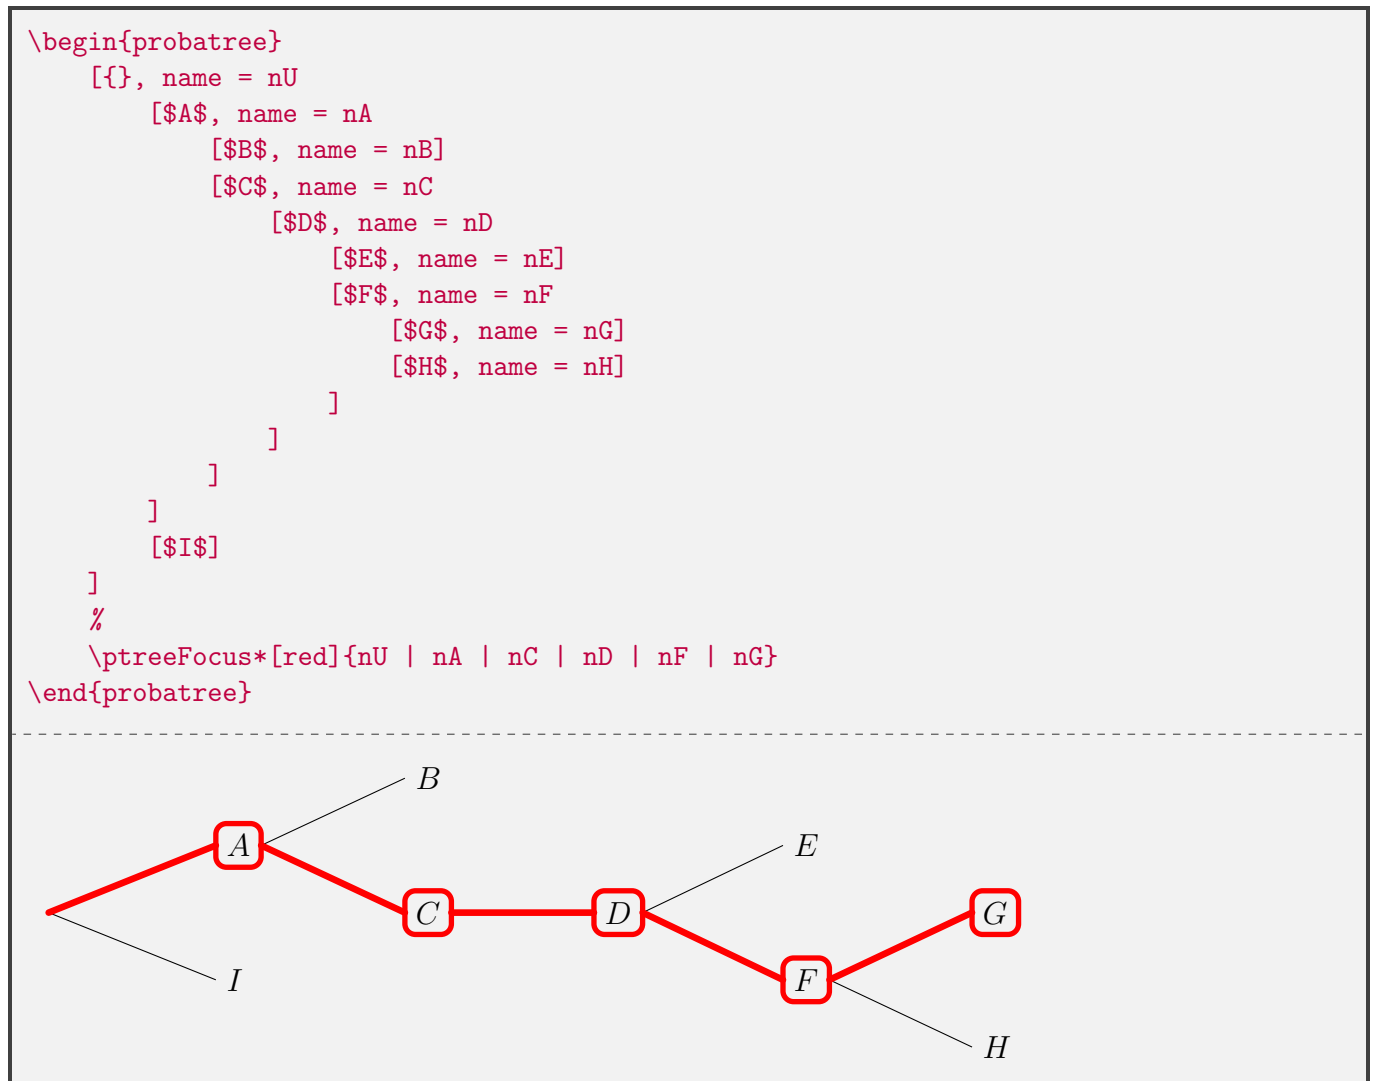 \begin{probatree}
    [{}, name = nU
        [$A$, name = nA
            [$B$, name = nB]
            [$C$, name = nC
                [$D$, name = nD
                    [$E$, name = nE]
                    [$F$, name = nF
                        [$G$, name = nG]
                        [$H$, name = nH]
                    ]
                ]
            ]
        ]
        [$I$]
    ]
    %
    \ptreeFocus*[red]{nU | nA | nC | nD | nF | nG}
\end{probatree}
B
A
E
C
D
G
I
F
H